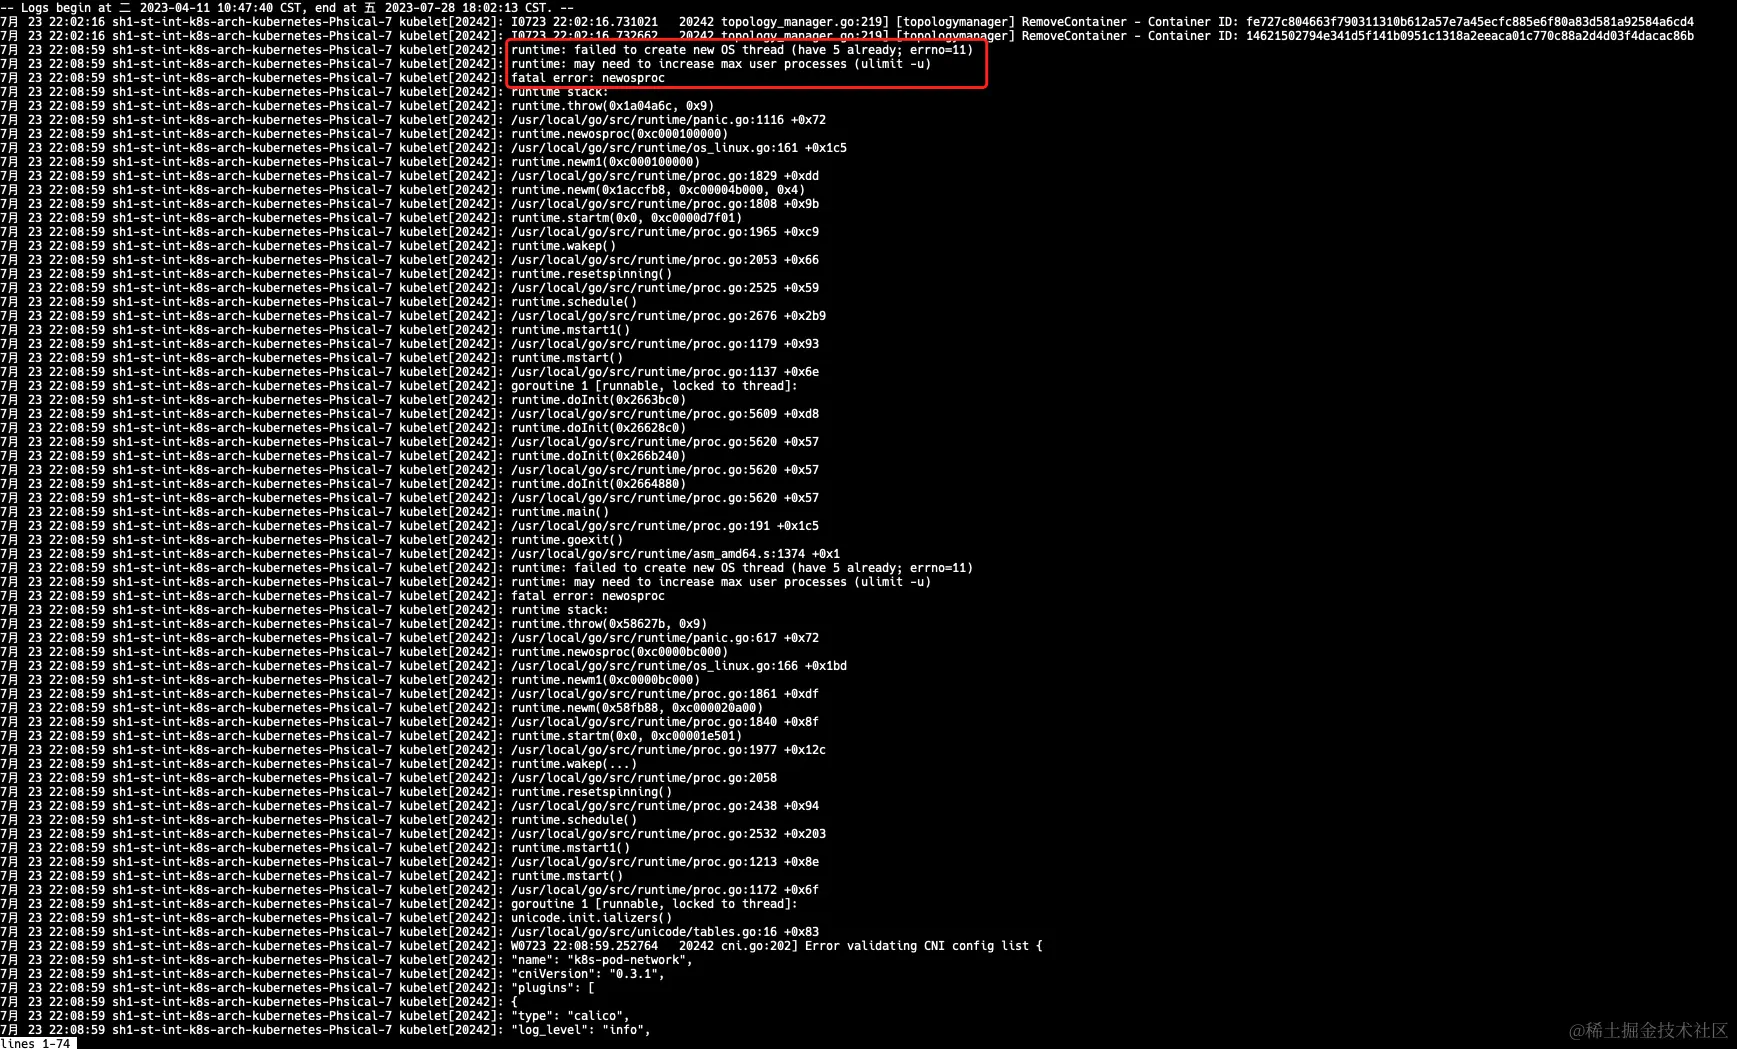 -- Logs begin at 二 2023-04-11 10:47:40 CST, end at 五 2023-07-28 18:02:13 CST. --
7月 23 22:02:16 sh1-st-int-k8s-arch-kubernetes-Phsical-7 kubelet[20242]: I0723 22:02:16.731021   20242 topology_manager.go:219] [topologymanager] RemoveContainer - Container ID: fe727c804663f790311310b612a57e7a45ecfc885e6f80a83d581a92584a6cd4
7月 23 22:02:16 sh1-st-int-k8s-arch-kubernetes-Phsical-7 kubelet[20242]: I0723 22:02:16.732662   20242 topology_manager.go:219] [topologymanager] RemoveContainer - Container ID: 14621502794e341d5f141b0951c1318a2eeaca01c770c88a2d4d03f4dacac86b
7月 23 22:08:59 sh1-st-int-k8s-arch-kubernetes-Phsical-7 kubelet[20242]: runtime: failed to create new OS thread (have 5 already; errno=11)
7月 23 22:08:59 sh1-st-int-k8s-arch-kubernetes-Phsical-7 kubelet[20242]: runtime: may need to increase max user processes (ulimit -u)
7月 23 22:08:59 sh1-st-int-k8s-arch-kubernetes-Phsical-7 kubelet[20242]: fatal error: newosproc
7月 23 22:08:59 sh1-st-int-k8s-arch-kubernetes-Phsical-7 kubelet[20242]: runtime stack:
7月 23 22:08:59 sh1-st-int-k8s-arch-kubernetes-Phsical-7 kubelet[20242]: runtime.throw(0x1a04a6c, 0x9)
7月 23 22:08:59 sh1-st-int-k8s-arch-kubernetes-Phsical-7 kubelet[20242]: /usr/local/go/src/runtime/panic.go:1116 +0x72
7月 23 22:08:59 sh1-st-int-k8s-arch-kubernetes-Phsical-7 kubelet[20242]: runtime.newosproc(0xc000100000)
7月 23 22:08:59 sh1-st-int-k8s-arch-kubernetes-Phsical-7 kubelet[20242]: /usr/local/go/src/runtime/os_linux.go:161 +0x1c5
7月 23 22:08:59 sh1-st-int-k8s-arch-kubernetes-Phsical-7 kubelet[20242]: runtime.newm1(0xc000100000)
7月 23 22:08:59 sh1-st-int-k8s-arch-kubernetes-Phsical-7 kubelet[20242]: /usr/local/go/src/runtime/proc.go:1829 +0xdd
7月 23 22:08:59 sh1-st-int-k8s-arch-kubernetes-Phsical-7 kubelet[20242]: runtime.newm(0x1accfb8, 0xc00004b000, 0x4)
7月 23 22:08:59 sh1-st-int-k8s-arch-kubernetes-Phsical-7 kubelet[20242]: /usr/local/go/src/runtime/proc.go:1808 +0x9b
7月 23 22:08:59 sh1-st-int-k8s-arch-kubernetes-Phsical-7 kubelet[20242]: runtime.startm(0x0, 0xc0000d7f01)
7月 23 22:08:59 sh1-st-int-k8s-arch-kubernetes-Phsical-7 kubelet[20242]: /usr/local/go/src/runtime/proc.go:1965 +0xc9
7月 23 22:08:59 sh1-st-int-k8s-arch-kubernetes-Phsical-7 kubelet[20242]: runtime.wakep()
7月 23 22:08:59 sh1-st-int-k8s-arch-kubernetes-Phsical-7 kubelet[20242]: /usr/local/go/src/runtime/proc.go:2053 +0x66
7月 23 22:08:59 sh1-st-int-k8s-arch-kubernetes-Phsical-7 kubelet[20242]: runtime.resetspinning()
7月 23 22:08:59 sh1-st-int-k8s-arch-kubernetes-Phsical-7 kubelet[20242]: /usr/local/go/src/runtime/proc.go:2525 +0x59
7月 23 22:08:59 sh1-st-int-k8s-arch-kubernetes-Phsical-7 kubelet[20242]: runtime.schedule()
7月 23 22:08:59 sh1-st-int-k8s-arch-kubernetes-Phsical-7 kubelet[20242]: /usr/local/go/src/runtime/proc.go:2676 +0x2b9
7月 23 22:08:59 sh1-st-int-k8s-arch-kubernetes-Phsical-7 kubelet[20242]: runtime.mstart1()
7月 23 22:08:59 sh1-st-int-k8s-arch-kubernetes-Phsical-7 kubelet[20242]: /usr/local/go/src/runtime/proc.go:1179 +0x93
7月 23 22:08:59 sh1-st-int-k8s-arch-kubernetes-Phsical-7 kubelet[20242]: runtime.mstart()
7月 23 22:08:59 sh1-st-int-k8s-arch-kubernetes-Phsical-7 kubelet[20242]: /usr/local/go/src/runtime/proc.go:1137 +0x6e
7月 23 22:08:59 sh1-st-int-k8s-arch-kubernetes-Phsical-7 kubelet[20242]: goroutine 1 [runnable, locked to thread]:
7月 23 22:08:59 sh1-st-int-k8s-arch-kubernetes-Phsical-7 kubelet[20242]: runtime.doInit(0x2663bc0)
7月 23 22:08:59 sh1-st-int-k8s-arch-kubernetes-Phsical-7 kubelet[20242]: /usr/local/go/src/runtime/proc.go:5609 +0xd8
7月 23 22:08:59 sh1-st-int-k8s-arch-kubernetes-Phsical-7 kubelet[20242]: runtime.doInit(0x26628c0)
7月 23 22:08:59 sh1-st-int-k8s-arch-kubernetes-Phsical-7 kubelet[20242]: /usr/local/go/src/runtime/proc.go:5620 +0x57
7月 23 22:08:59 sh1-st-int-k8s-arch-kubernetes-Phsical-7 kubelet[20242]: runtime.doInit(0x266b240)
7月 23 22:08:59 sh1-st-int-k8s-arch-kubernetes-Phsical-7 kubelet[20242]: /usr/local/go/src/runtime/proc.go:5620 +0x57
7月 23 22:08:59 sh1-st-int-k8s-arch-kubernetes-Phsical-7 kubelet[20242]: runtime.doInit(0x2664880)
7月 23 22:08:59 sh1-st-int-k8s-arch-kubernetes-Phsical-7 kubelet[20242]: /usr/local/go/src/runtime/proc.go:5620 +0x57
7月 23 22:08:59 sh1-st-int-k8s-arch-kubernetes-Phsical-7 kubelet[20242]: runtime.main()
7月 23 22:08:59 sh1-st-int-k8s-arch-kubernetes-Phsical-7 kubelet[20242]: /usr/local/go/src/runtime/proc.go:191 +0x1c5
7月 23 22:08:59 sh1-st-int-k8s-arch-kubernetes-Phsical-7 kubelet[20242]: runtime.goexit()
7月 23 22:08:59 sh1-st-int-k8s-arch-kubernetes-Phsical-7 kubelet[20242]: /usr/local/go/src/runtime/asm_amd64.s:1374 +0x1
7月 23 22:08:59 sh1-st-int-k8s-arch-kubernetes-Phsical-7 kubelet[20242]: runtime: failed to create new OS thread (have 5 already; errno=11)
7月 23 22:08:59 sh1-st-int-k8s-arch-kubernetes-Phsical-7 kubelet[20242]: runtime: may need to increase max user processes (ulimit -u)
7月 23 22:08:59 sh1-st-int-k8s-arch-kubernetes-Phsical-7 kubelet[20242]: fatal error: newosproc
7月 23 22:08:59 sh1-st-int-k8s-arch-kubernetes-Phsical-7 kubelet[20242]: runtime stack:
7月 23 22:08:59 sh1-st-int-k8s-arch-kubernetes-Phsical-7 kubelet[20242]: runtime.throw(0x58627b, 0x9)
7月 23 22:08:59 sh1-st-int-k8s-arch-kubernetes-Phsical-7 kubelet[20242]: /usr/local/go/src/runtime/panic.go:617 +0x72
7月 23 22:08:59 sh1-st-int-k8s-arch-kubernetes-Phsical-7 kubelet[20242]: runtime.newosproc(0xc0000bc000)
7月 23 22:08:59 sh1-st-int-k8s-arch-kubernetes-Phsical-7 kubelet[20242]: /usr/local/go/src/runtime/os_linux.go:166 +0x1bd
7月 23 22:08:59 sh1-st-int-k8s-arch-kubernetes-Phsical-7 kubelet[20242]: runtime.newm1(0xc0000bc000)
7月 23 22:08:59 sh1-st-int-k8s-arch-kubernetes-Phsical-7 kubelet[20242]: /usr/local/go/src/runtime/proc.go:1861 +0xdf
7月 23 22:08:59 sh1-st-int-k8s-arch-kubernetes-Phsical-7 kubelet[20242]: runtime.newm(0x58fb88, 0xc000020a00)
7月 23 22:08:59 sh1-st-int-k8s-arch-kubernetes-Phsical-7 kubelet[20242]: /usr/local/go/src/runtime/proc.go:1840 +0x8f
7月 23 22:08:59 sh1-st-int-k8s-arch-kubernetes-Phsical-7 kubelet[20242]: runtime.startm(0x0, 0xc00001e501)
7月 23 22:08:59 sh1-st-int-k8s-arch-kubernetes-Phsical-7 kubelet[20242]: /usr/local/go/src/runtime/proc.go:1977 +0x12c
7月 23 22:08:59 sh1-st-int-k8s-arch-kubernetes-Phsical-7 kubelet[20242]: runtime.wakep(...)
7月 23 22:08:59 sh1-st-int-k8s-arch-kubernetes-Phsical-7 kubelet[20242]: /usr/local/go/src/runtime/proc.go:2058
7月 23 22:08:59 sh1-st-int-k8s-arch-kubernetes-Phsical-7 kubelet[20242]: runtime.resetspinning()
7月 23 22:08:59 sh1-st-int-k8s-arch-kubernetes-Phsical-7 kubelet[20242]: /usr/local/go/src/runtime/proc.go:2438 +0x94
7月 23 22:08:59 sh1-st-int-k8s-arch-kubernetes-Phsical-7 kubelet[20242]: runtime.schedule()
7月 23 22:08:59 sh1-st-int-k8s-arch-kubernetes-Phsical-7 kubelet[20242]: /usr/local/go/src/runtime/proc.go:2532 +0x203
7月 23 22:08:59 sh1-st-int-k8s-arch-kubernetes-Phsical-7 kubelet[20242]: runtime.mstart1()
7月 23 22:08:59 sh1-st-int-k8s-arch-kubernetes-Phsical-7 kubelet[20242]: /usr/local/go/src/runtime/proc.go:1213 +0x8e
7月 23 22:08:59 sh1-st-int-k8s-arch-kubernetes-Phsical-7 kubelet[20242]: runtime.mstart()
7月 23 22:08:59 sh1-st-int-k8s-arch-kubernetes-Phsical-7 kubelet[20242]: /usr/local/go/src/runtime/proc.go:1172 +0x6f
7月 23 22:08:59 sh1-st-int-k8s-arch-kubernetes-Phsical-7 kubelet[20242]: goroutine 1 [runnable, locked to thread]:
7月 23 22:08:59 sh1-st-int-k8s-arch-kubernetes-Phsical-7 kubelet[20242]: unicode.init.ializers()
7月 23 22:08:59 sh1-st-int-k8s-arch-kubernetes-Phsical-7 kubelet[20242]: /usr/local/go/src/unicode/tables.go:16 +0x83
7月 23 22:08:59 sh1-st-int-k8s-arch-kubernetes-Phsical-7 kubelet[20242]: W0723 22:08:59.252764   20242 cni.go:202] Error validating CNI config list {
7月 23 22:08:59 sh1-st-int-k8s-arch-kubernetes-Phsical-7 kubelet[20242]: "name": "k8s-pod-network",
7月 23 22:08:59 sh1-st-int-k8s-arch-kubernetes-Phsical-7 kubelet[20242]: "cniVersion": "0.3.1",
7月 23 22:08:59 sh1-st-int-k8s-arch-kubernetes-Phsical-7 kubelet[20242]: "plugins": [
7月 23 22:08:59 sh1-st-int-k8s-arch-kubernetes-Phsical-7 kubelet[20242]: {
7月 23 22:08:59 sh1-st-int-k8s-arch-kubernetes-Phsical-7 kubelet[20242]: "type": "calico",
7月 23 22:08:59 sh1-st-int-k8s-arch-kubernetes-Phsical-7 kubelet[20242]: "log_level": "info",
lines 1-74
@稀土掘金技术社区